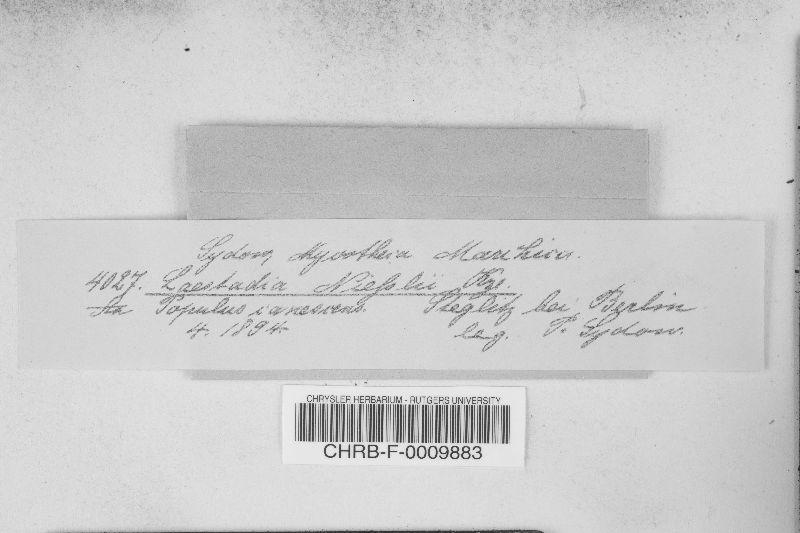 Sydow, Mycotheca Marchica.
4027. Laestadia Niesslii Kze.
An Populus canescens. Steglitz bei Berlin
4. 1894. leg. P. Sydow.
CHRYSLER HERBARIUM - RUTGERS UNIVERSITY
CHRB-F-0009883